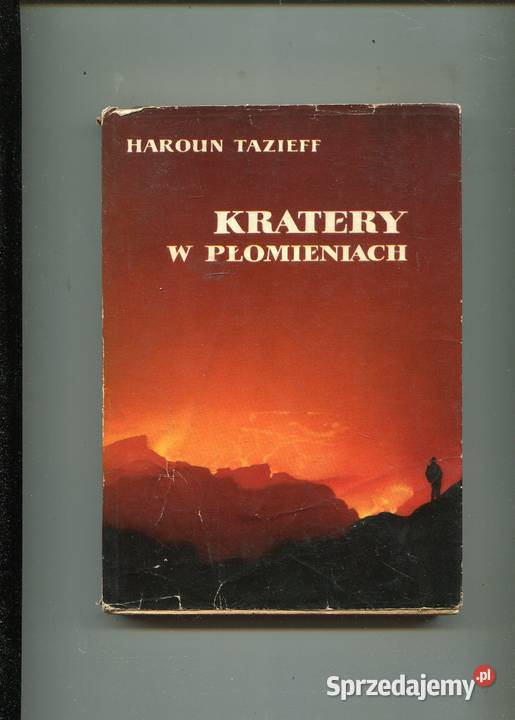 HAROUN TAZIEFF
KRATERY
W PŁOMIENIACH
Sprzedajemy.pl